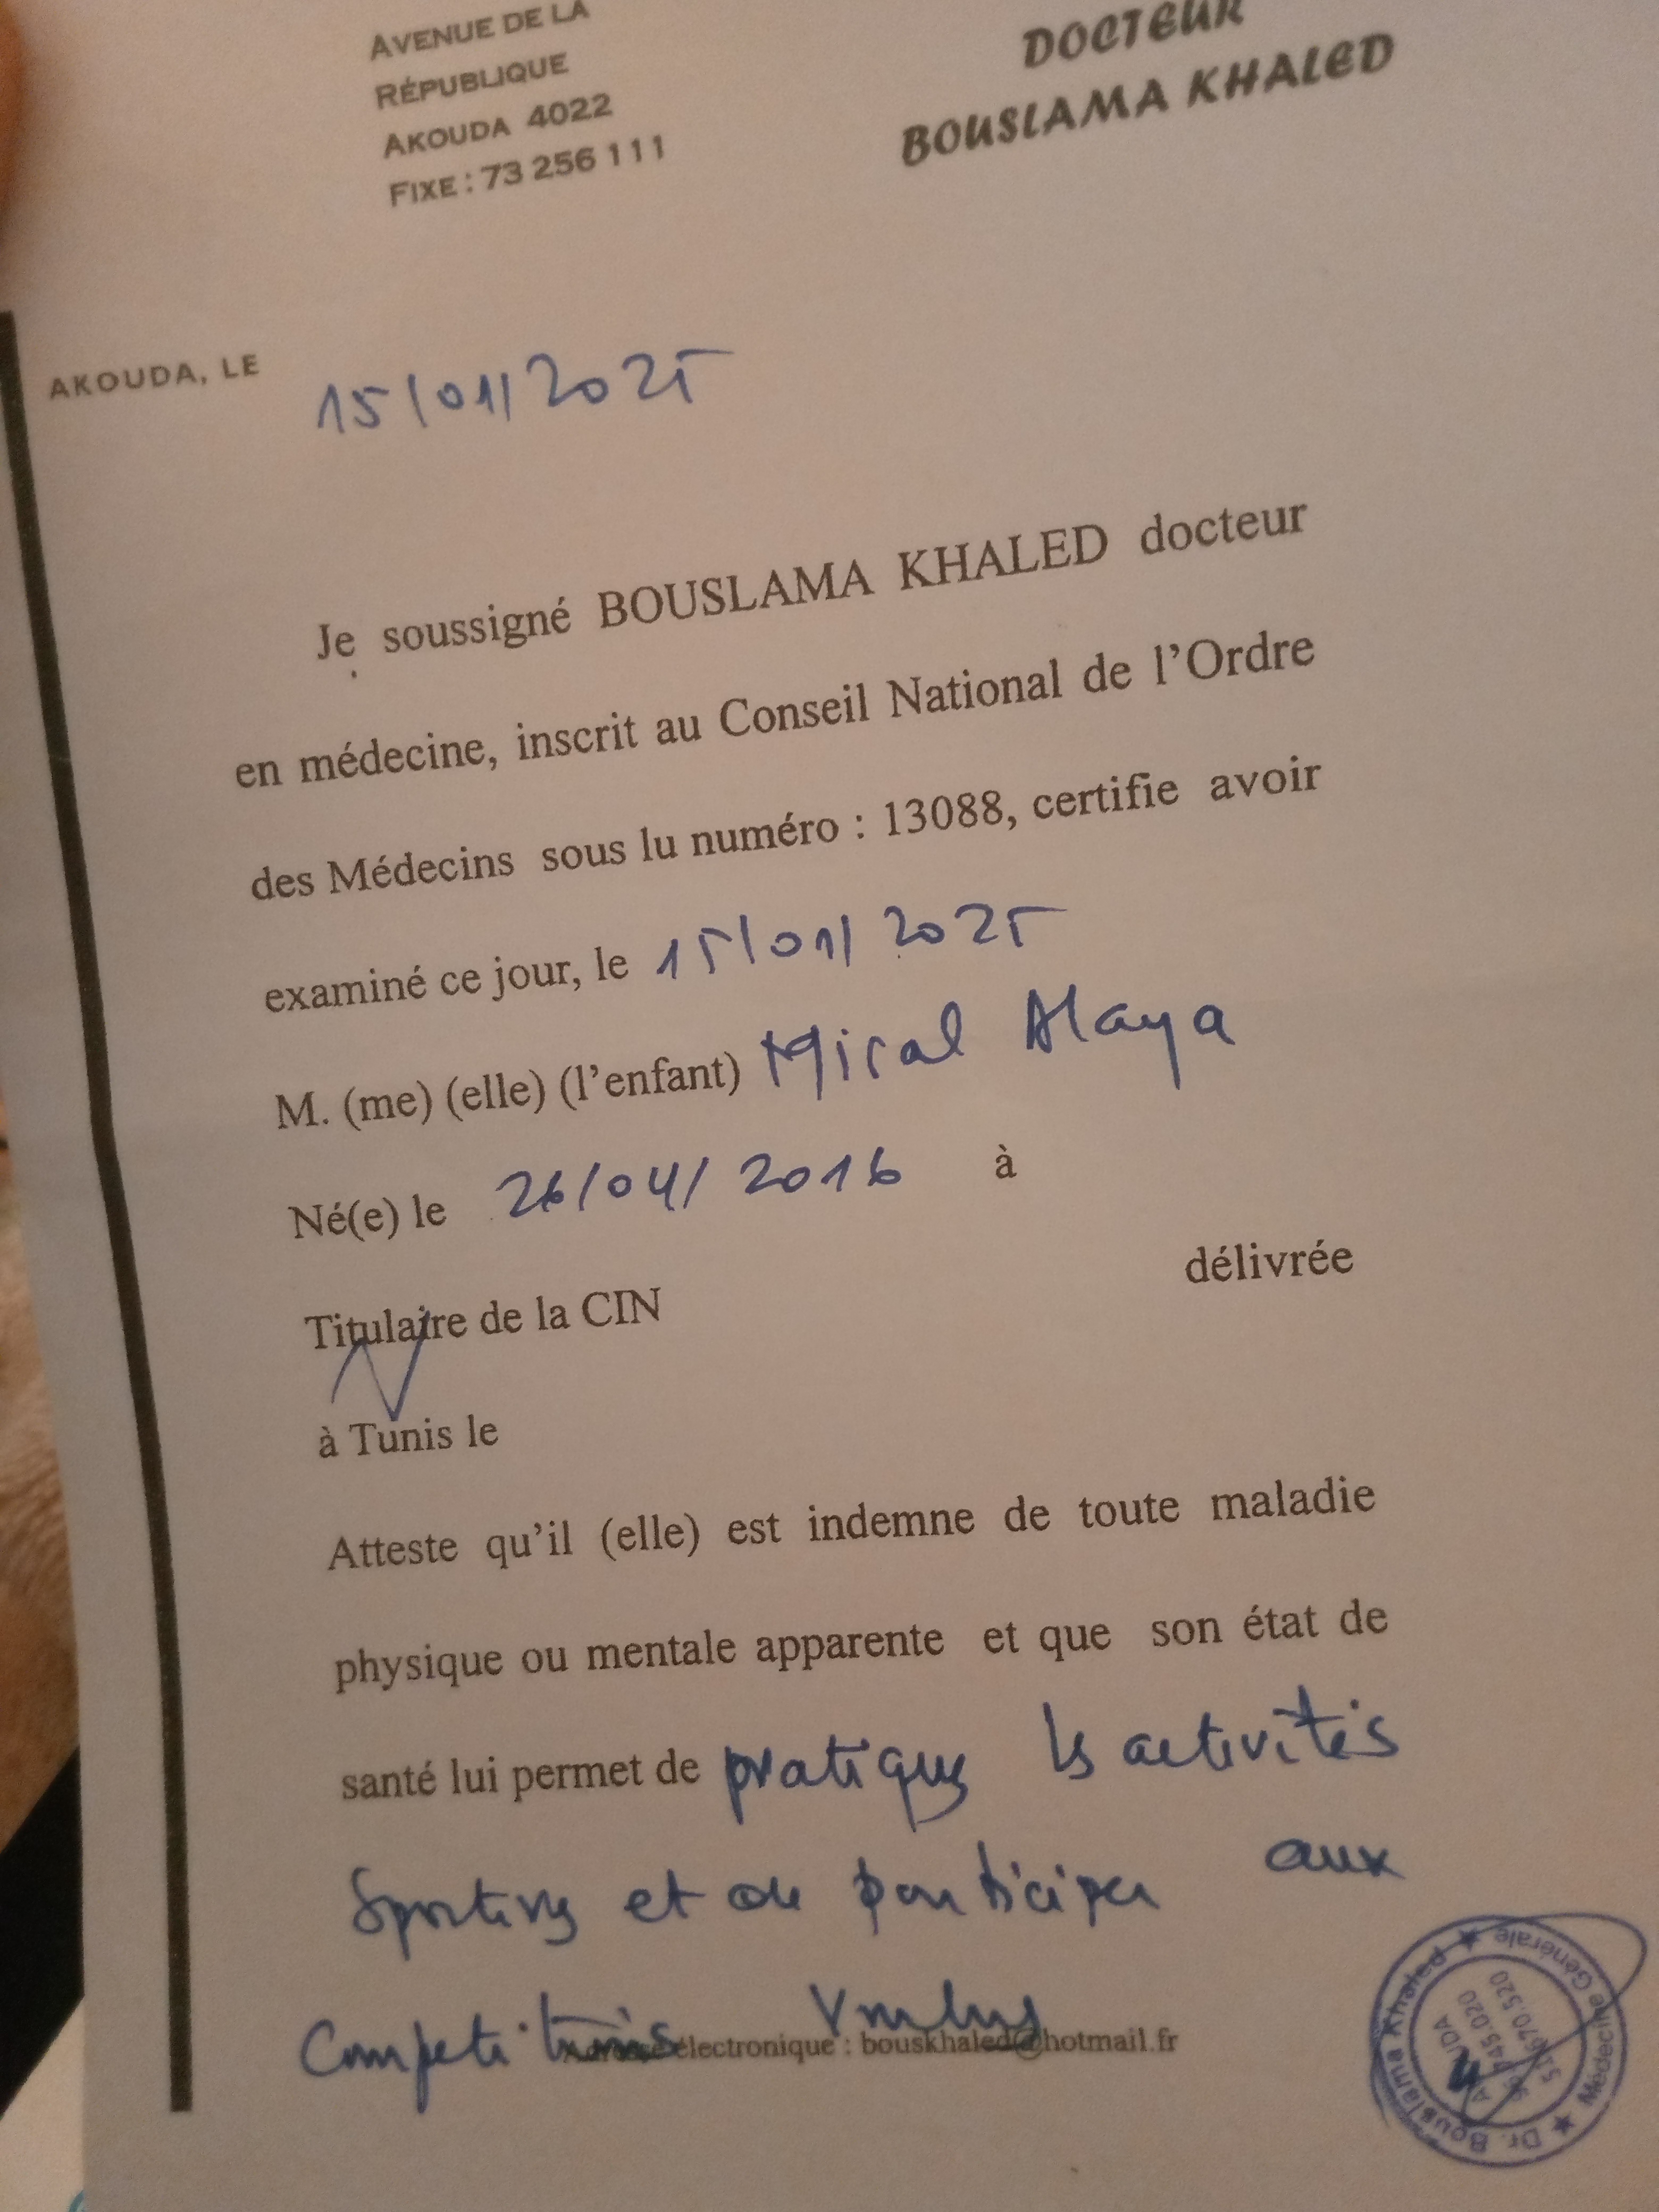 AVENUE DE LA
RÉPUBLIQUE
AKOUDA 4022
FIXE : 73 256 111
DOCTEUR
BOUSLAMA KHALED
AKOUDA, LE 15/01/2025
Je soussigné BOUSLAMA KHALED docteur
en médecine, inscrit au Conseil National de l'Ordre
des Médecins sous lu numéro : 13088, certifie avoir
examiné ce jour, le 15/01/2025
M. (me) (elle) (l'enfant) Miral Alaya
Né(e) le 26/04/2016 à
Titulaire de la CIN délivrée
à Tunis le
Atteste qu'il (elle) est indemne de toute maladie
physique ou mentale apparente et que son état de
santé lui permet de pratiquer les activités
Sportives et de participer aux
Competitions
électronique : bouskhaled@hotmail.fr
Dr. Bouslama Khaled ★ Médecine Générale ★